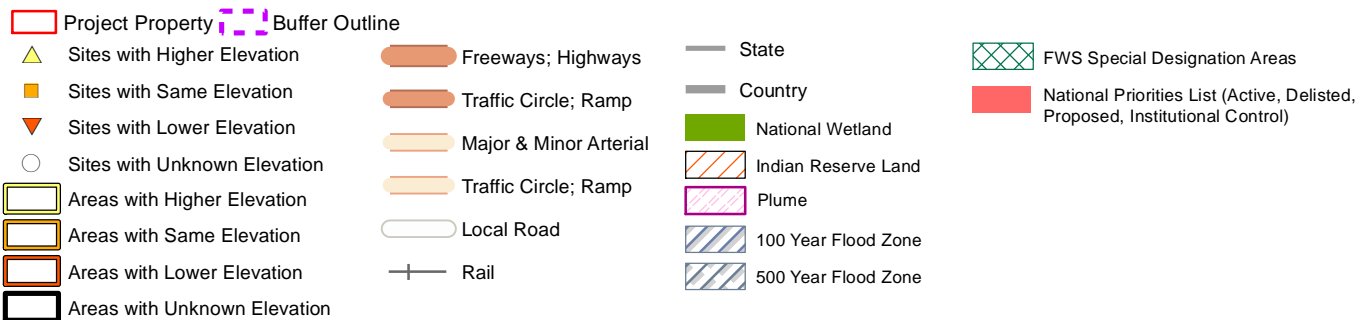 Project Property Buffer Outline
Sites with Higher Elevation
Sites with Same Elevation
Sites with Lower Elevation
Sites with Unknown Elevation
Areas with Higher Elevation
Areas with Same Elevation
Areas with Lower Elevation
Areas with Unknown Elevation
Freeways; Highways
Traffic Circle; Ramp
Major & Minor Arterial
Traffic Circle; Ramp
Local Road
Rail
State
Country
National Wetland
Indian Reserve Land
Plume
100 Year Flood Zone
500 Year Flood Zone
FWS Special Designation Areas
National Priorities List (Active, Delisted,
Proposed, Institutional Control)